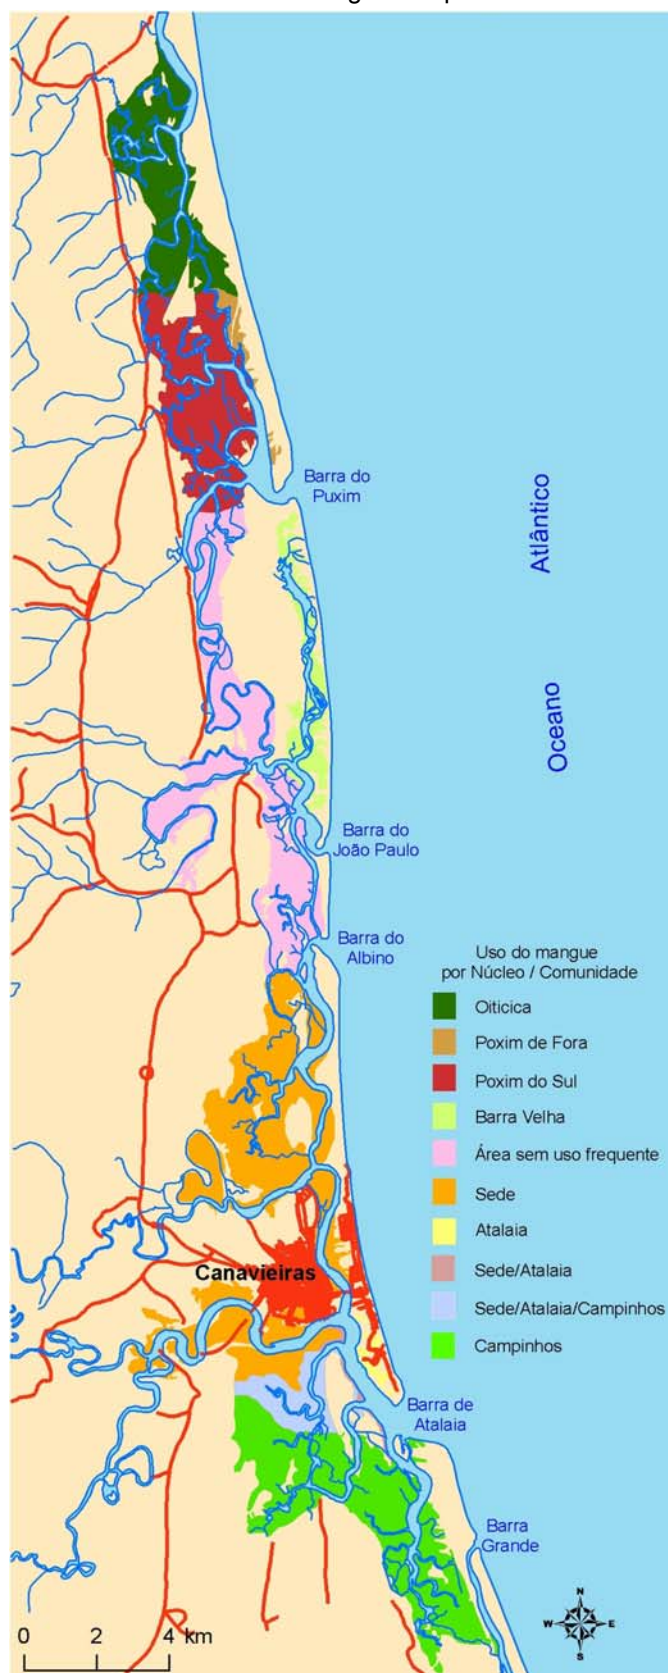 Barra do
Puxim
Atlântico
Oceano
Barra do
João Paulo
Barra do
Albino
Uso do mangue
por Núcleo / Comunidade
Oiticica
Poxim de Fora
Poxim do Sul
Barra Velha
Área sem uso frequente
Sede
Atalaia
Sede/Atalaia
Sede/Atalaia/Campinhos
Campinhos
Canavieiras
Barra de
Atalaia
Barra
Grande
N
W E
S
0 2 4 km